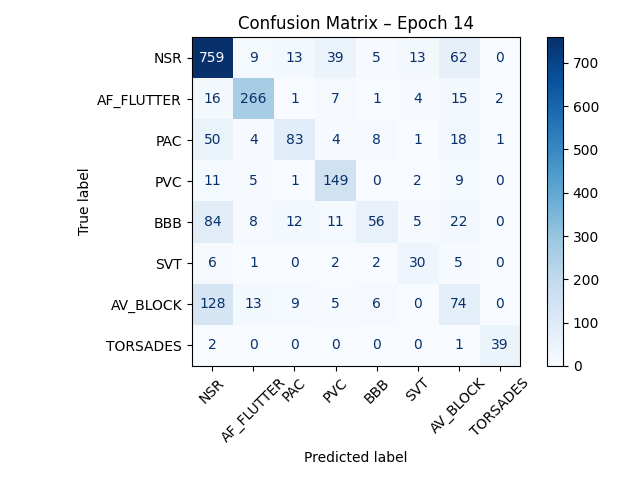 Confusion Matrix – Epoch 14
NSR 759 9 13 39 5 13 62 0
AF_FLUTTER 16 266 1 7 1 4 15 2
PAC 50 4 83 4 8 1 18 1
PVC 11 5 1 149 0 2 9 0
BBB 84 8 12 11 56 5 22 0
SVT 6 1 0 2 2 30 5 0
AV_BLOCK 128 13 9 5 6 0 74 0
TORSADES 2 0 0 0 0 0 1 39
NSR AF_FLUTTER PAC PVC BBB SVT AV_BLOCK TORSADES
Predicted label
True label
700
600
500
400
300
200
100
0